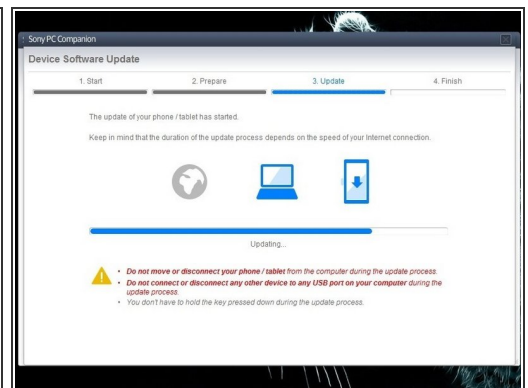 Sony PC Companion
Device Software Update
1. Start 2. Prepare 3. Update 4. Finish
The update of your phone / tablet has started.
Keep in mind that the duration of the update process depends on the speed of your Internet connection.
Updating...
• Do not move or disconnect your phone / tablet from the computer during the update process.
• Do not connect or disconnect any other device to any USB port on your computer during the
update process.
• You don't have to hold the key pressed down during the update process.